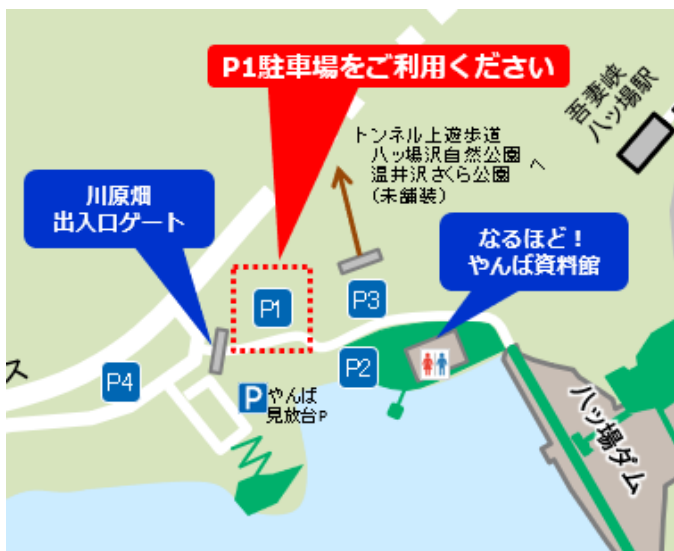 P1駐車場をご利用ください
吾妻峡
八ッ場駅
トンネル上遊歩道
八ッ場沢自然公園
温井沢さくら公園
へ
(未舗装)
川原畑
出入口ゲート
なるほど!
やんば資料館
P1
P3
P2
P4
ス
P
やんば
見放台P
八ッ場ダム